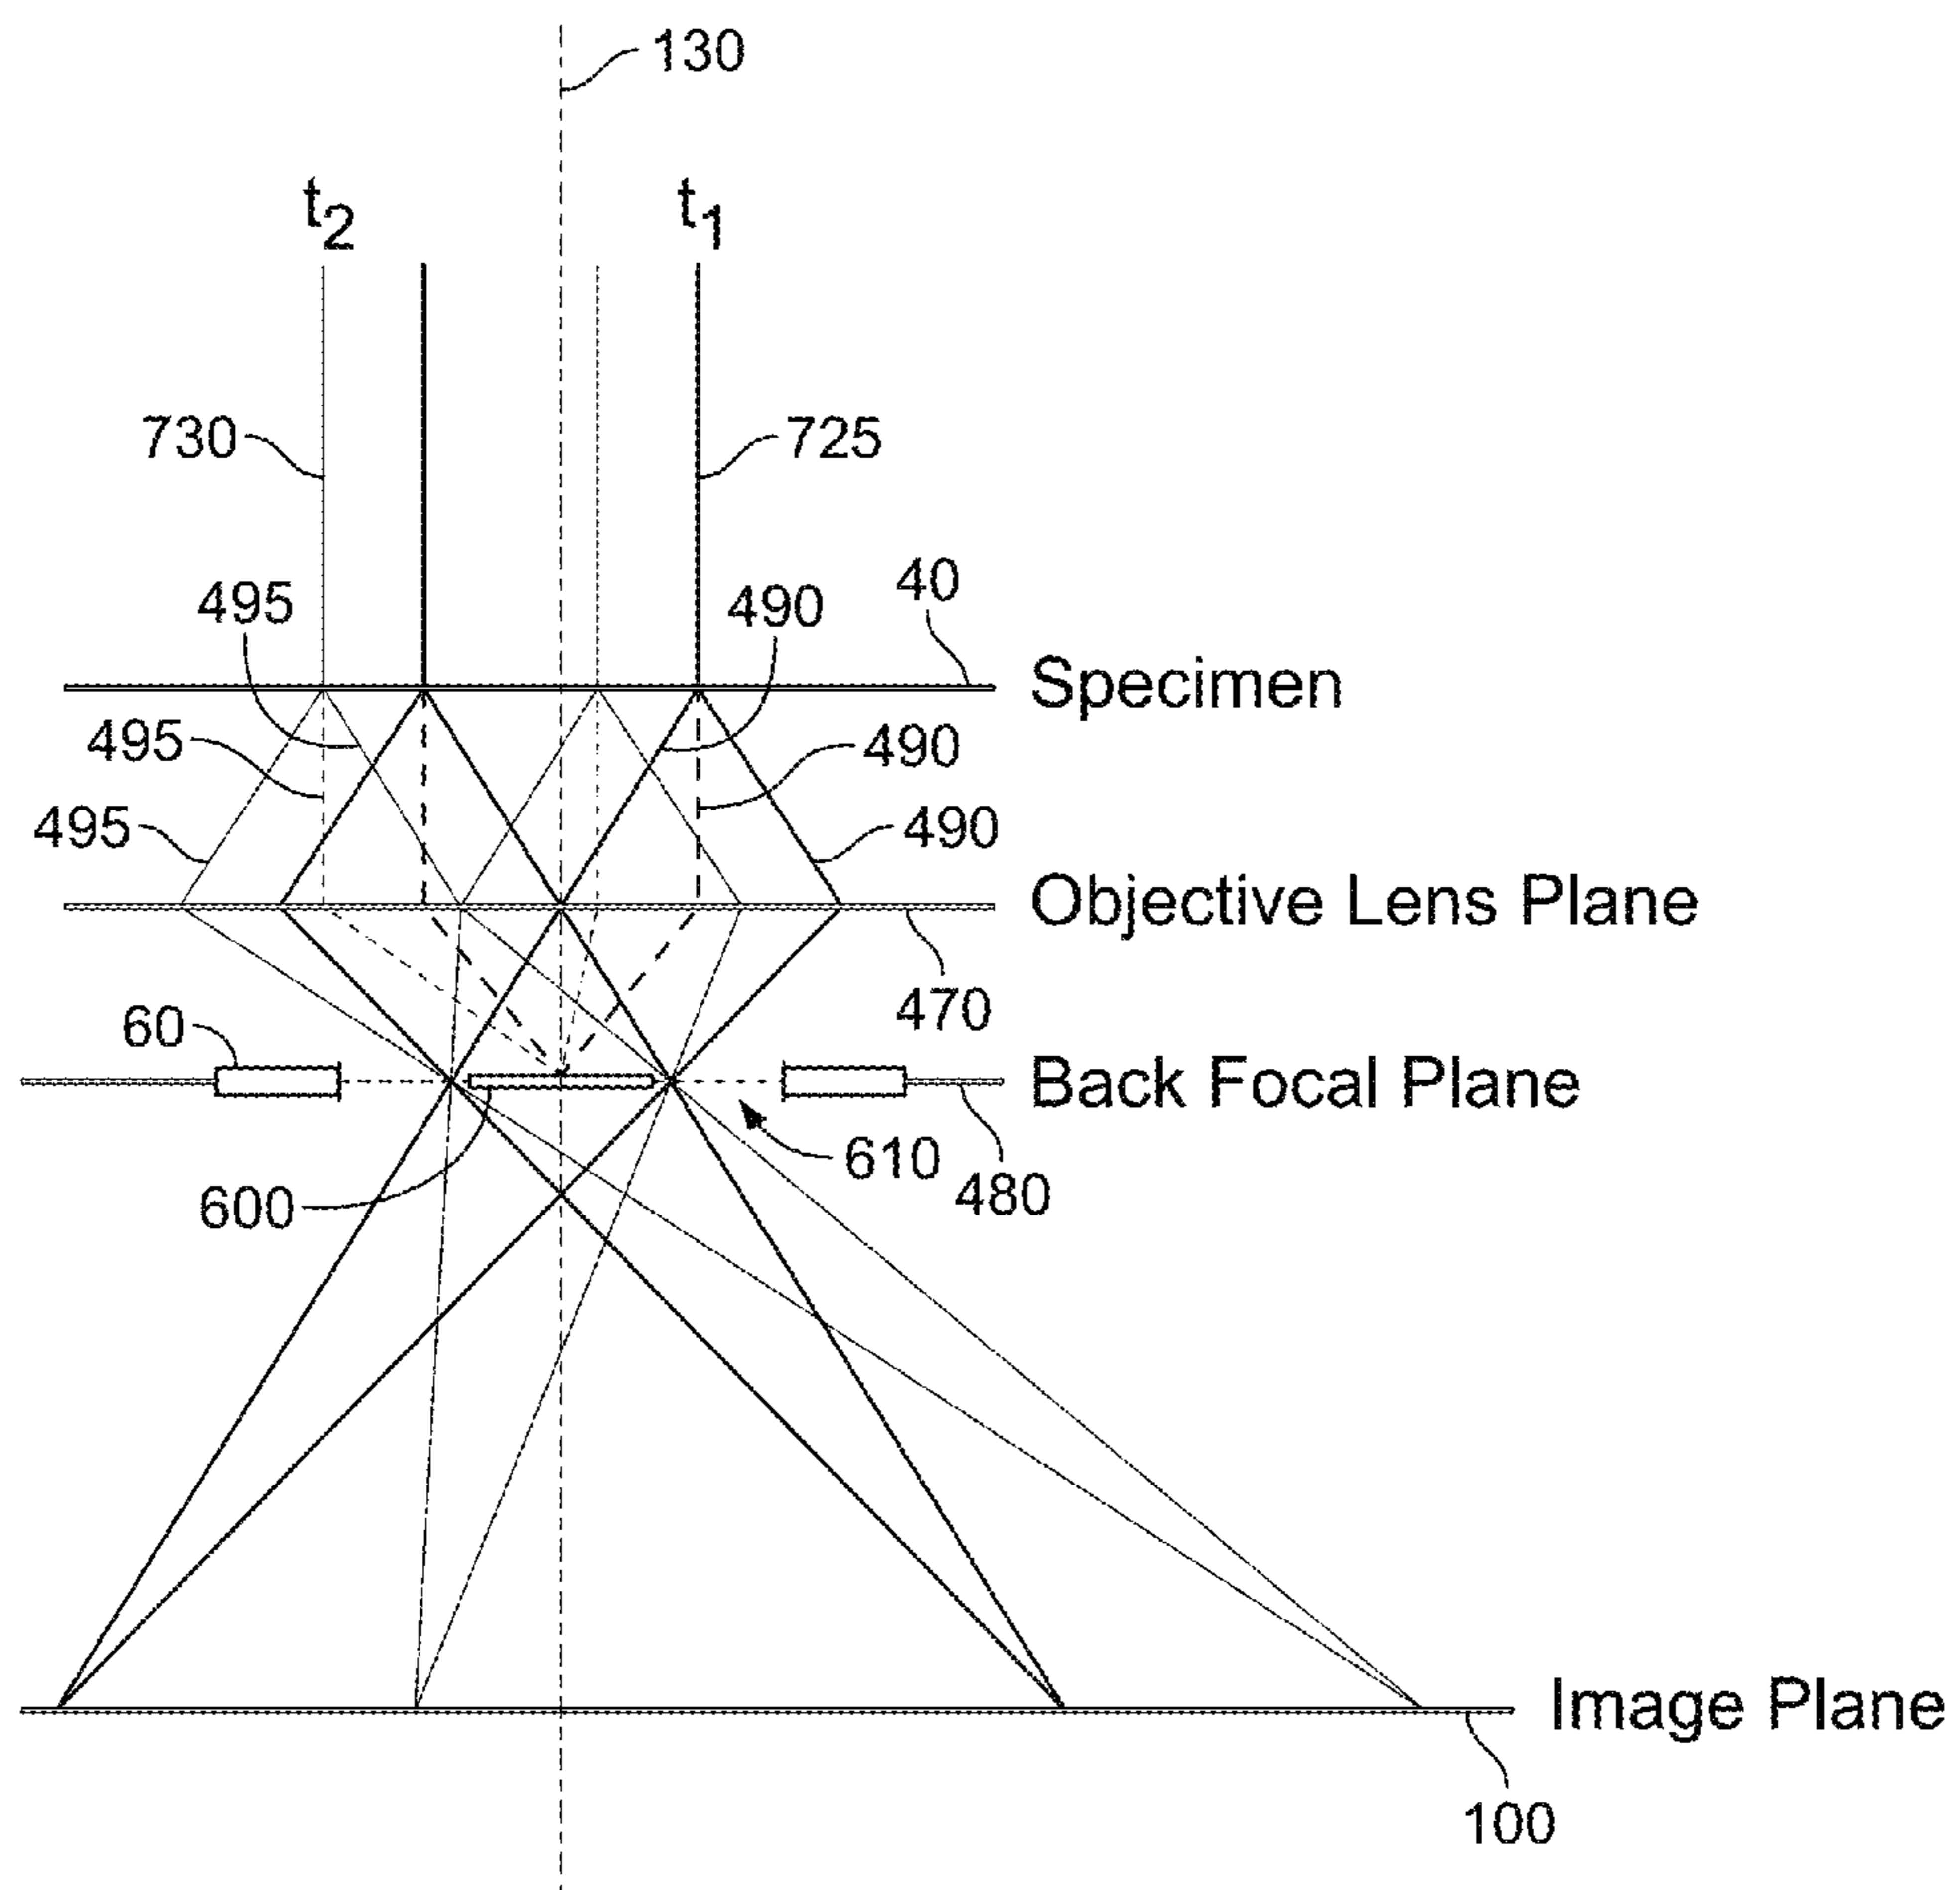 130
t2 t1
730 725
40
495 490
Specimen
495 490
495 490
Objective Lens Plane
470
60
Back Focal Plane
610
480
600
Image Plane
100